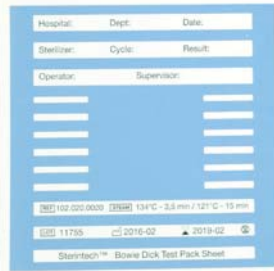 Hospital: Dept: Date:
Sterilizer: Cycle: Result:
Operator: Supervisor:
REF 102.020.0000 STEAM 134°C - 3,5 min / 121°C - 15 min
LOT 11755 2016-02 2019-02
Sterintech™ Bowie Dick Test Pack Sheet